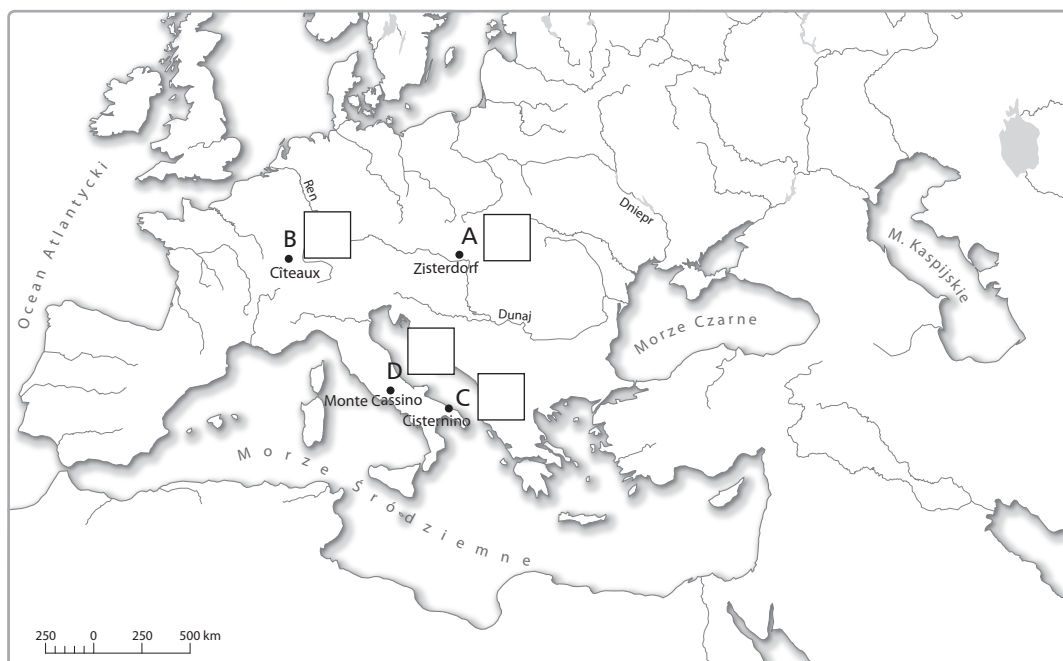 Ocean Atlantycki
Ren
Dniepr
B
A
Cîteaux
Zisterdorf
M. Kaspijskie
Dunaj
Morze Czarne
D
Monte Cassino
C
Cisternino
Morze Śródziemne
250 0 250 500 km